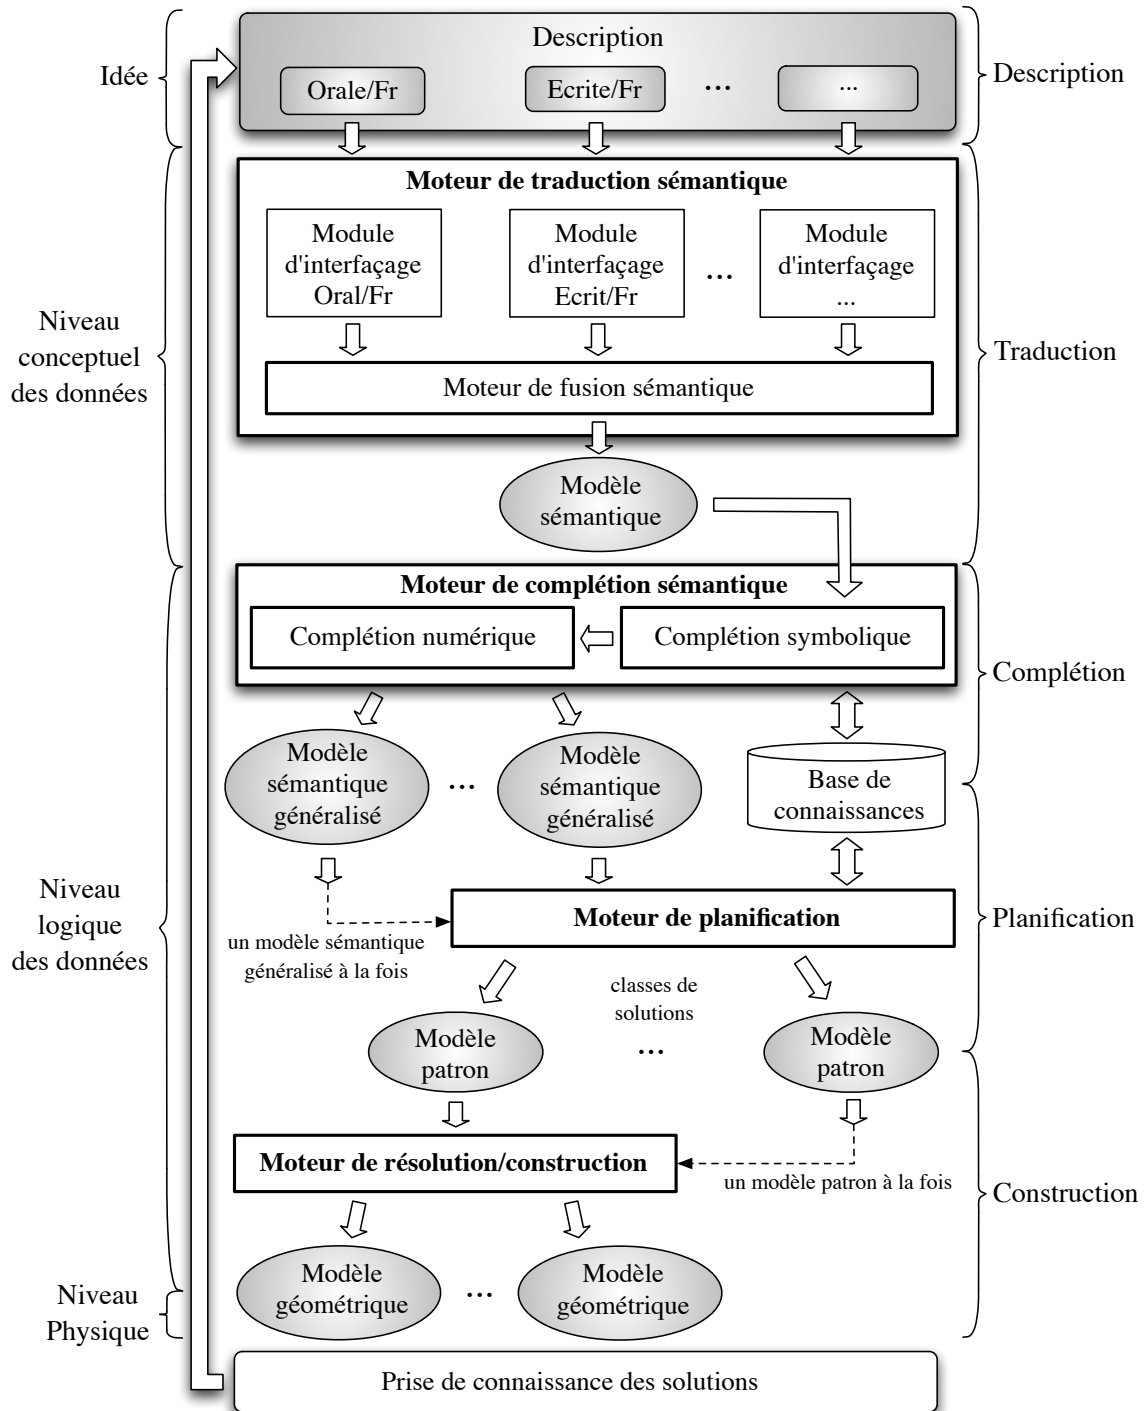 Description
Idée
Orale/Fr
Ecrite/Fr
...
...
Description
Moteur de traduction sémantique
Module
d'interfaçage
Oral/Fr
Module
d'interfaçage
Ecrit/Fr
...
Module
d'interfaçage
...
Niveau
conceptuel
des données
Traduction
Moteur de fusion sémantique
Modèle
sémantique
Moteur de complétion sémantique
Complétion numérique
Complétion symbolique
Complétion
Modèle
sémantique
généralisé
...
Modèle
sémantique
généralisé
Base de
connaissances
Niveau
logique
des données
Moteur de planification
Planification
un modèle sémantique
généralisé à la fois
classes de
solutions
Modèle
patron
...
Modèle
patron
Moteur de résolution/construction
un modèle patron à la fois
Construction
Modèle
géométrique
...
Modèle
géométrique
Niveau
Physique
Prise de connaissance des solutions